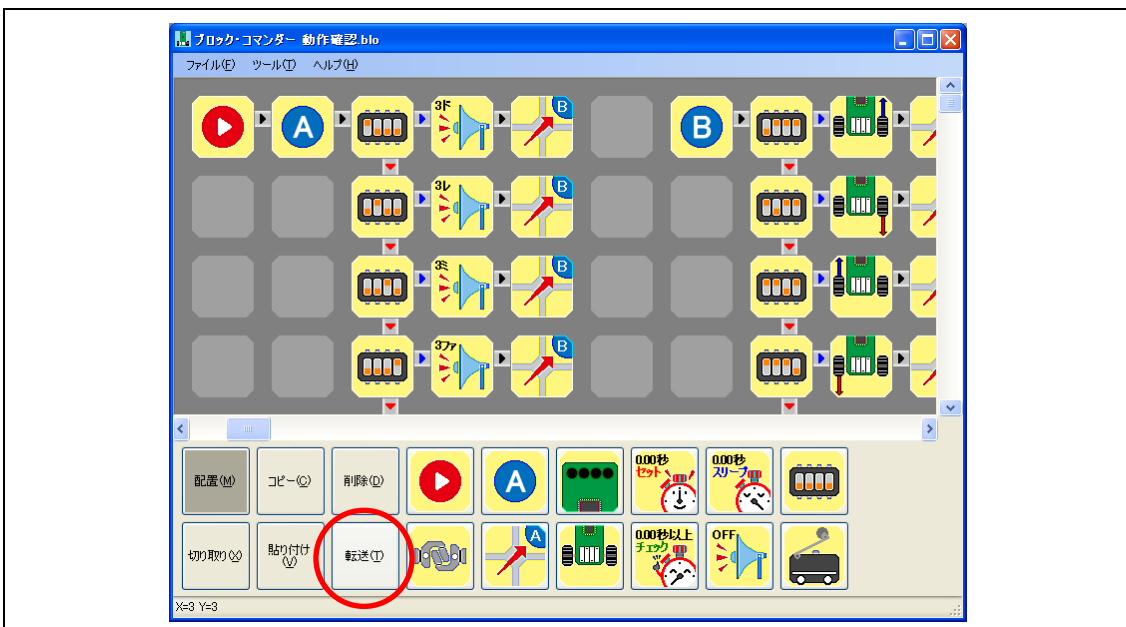 ブロック・コマンダー 動作確認.blo
ファイル(F) ツール(T) ヘルプ(H)
A 3ド B B
3レ B
3ミ B
3ファ B
配置(M) コピー(C) 削除(D) A 0.00秒 セット 0.00秒 スリープ
切り取り(X) 貼り付け(V) 転送(T) A 0.00秒以上 チェック OFF
X=3 Y=3